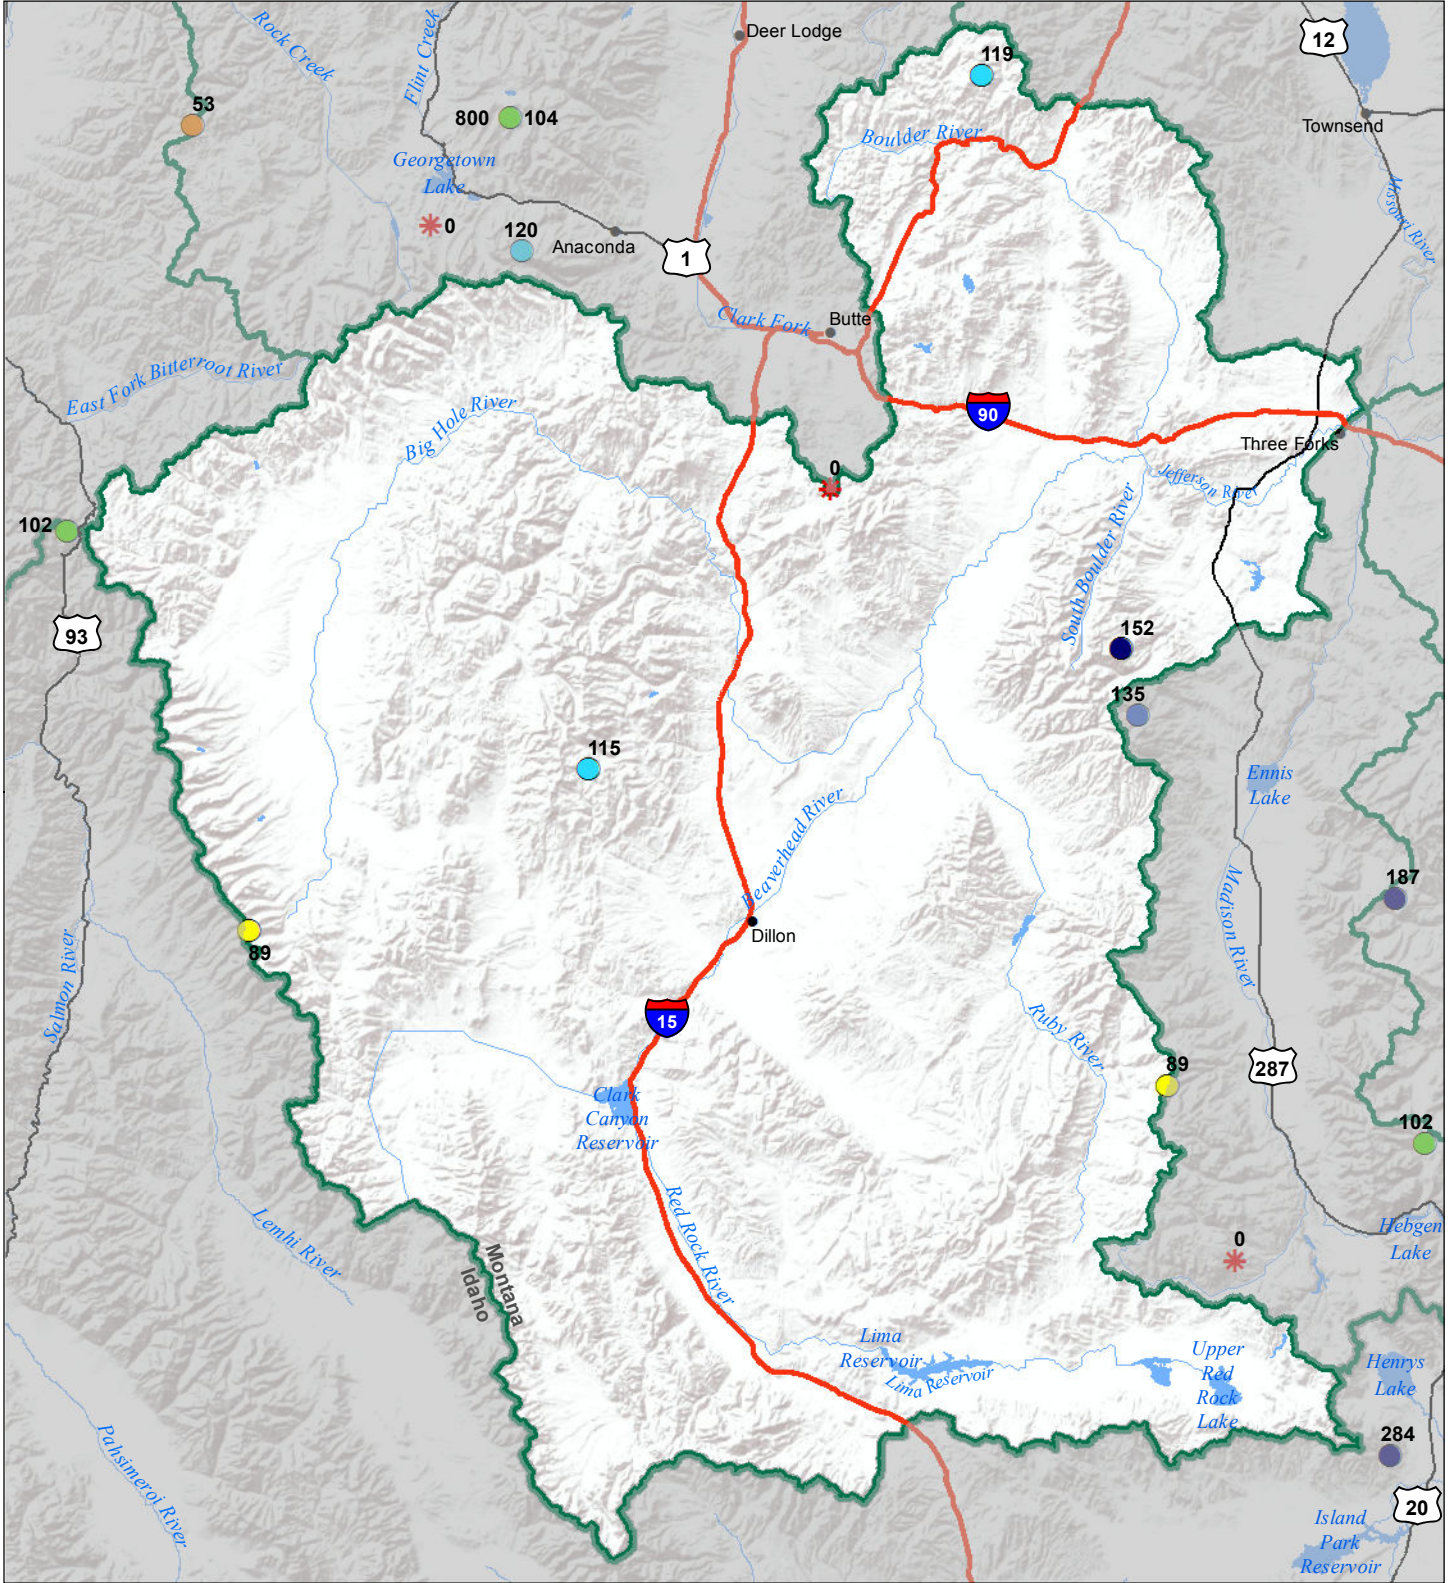 Rock Creek
Flint Creek
Deer Lodge
12
119
53
800
104
Townsend
Boulder River
Georgetown
Lake
Missouri River
0
120
Anaconda
1
Clark Fork
Butte
East Fork Bitterroot River
Big Hole River
90
Three Forks
0
Jefferson Rive
102
South Boulder River
93
152
135
115
Ennis
Lake
Beaverhead River
187
Madison River
89
Dillon
Salmon River
15
Ruby River
287
89
Clark
Canyon
Reservoir
102
Red Rock River
Lemhi River
Hebgen
Lake
0
Montana
Idaho
Lima
Reservoir
Lima Reservoir
Upper
Red
Rock
Lake
Henrys
Lake
284
Pahsimeroi River
20
Island
Park
Reservoir